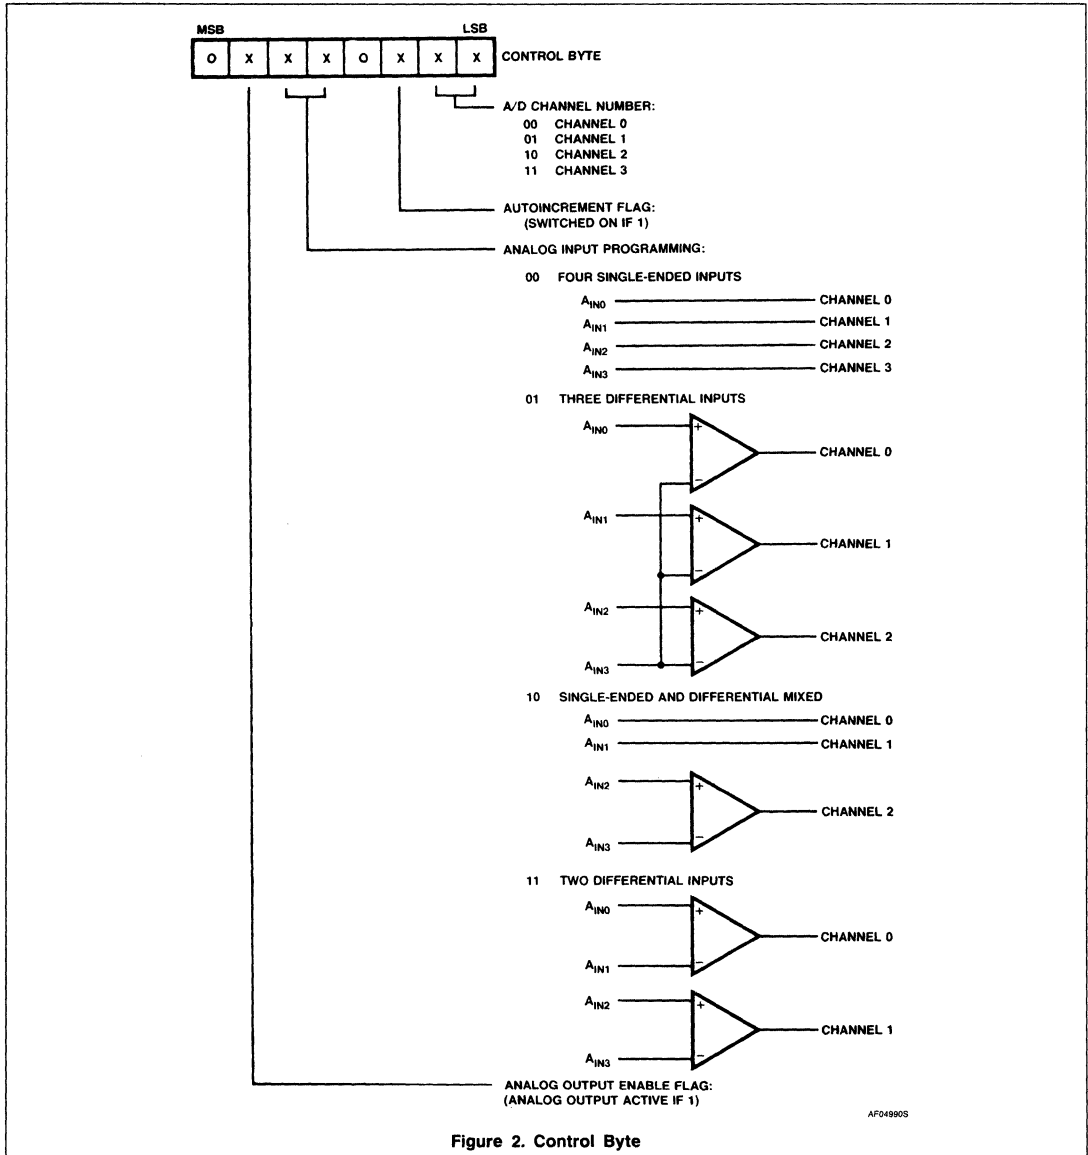 MSB LSB
0 X X X 0 X X X CONTROL BYTE
A/D CHANNEL NUMBER:
00 CHANNEL 0
01 CHANNEL 1
10 CHANNEL 2
11 CHANNEL 3
AUTOINCREMENT FLAG:
(SWITCHED ON IF 1)
ANALOG INPUT PROGRAMMING:
00 FOUR SINGLE-ENDED INPUTS
AIN0 CHANNEL 0
AIN1 CHANNEL 1
AIN2 CHANNEL 2
AIN3 CHANNEL 3
01 THREE DIFFERENTIAL INPUTS
AIN0 +
CHANNEL 0
−
AIN1 +
CHANNEL 1
−
AIN2 +
CHANNEL 2
AIN3 −
10 SINGLE-ENDED AND DIFFERENTIAL MIXED
AIN0 CHANNEL 0
AIN1 CHANNEL 1
AIN2 +
CHANNEL 2
AIN3 −
11 TWO DIFFERENTIAL INPUTS
AIN0 +
CHANNEL 0
AIN1 −
AIN2 +
CHANNEL 1
AIN3 −
ANALOG OUTPUT ENABLE FLAG:
(ANALOG OUTPUT ACTIVE IF 1)
AF04990S
Figure 2. Control Byte